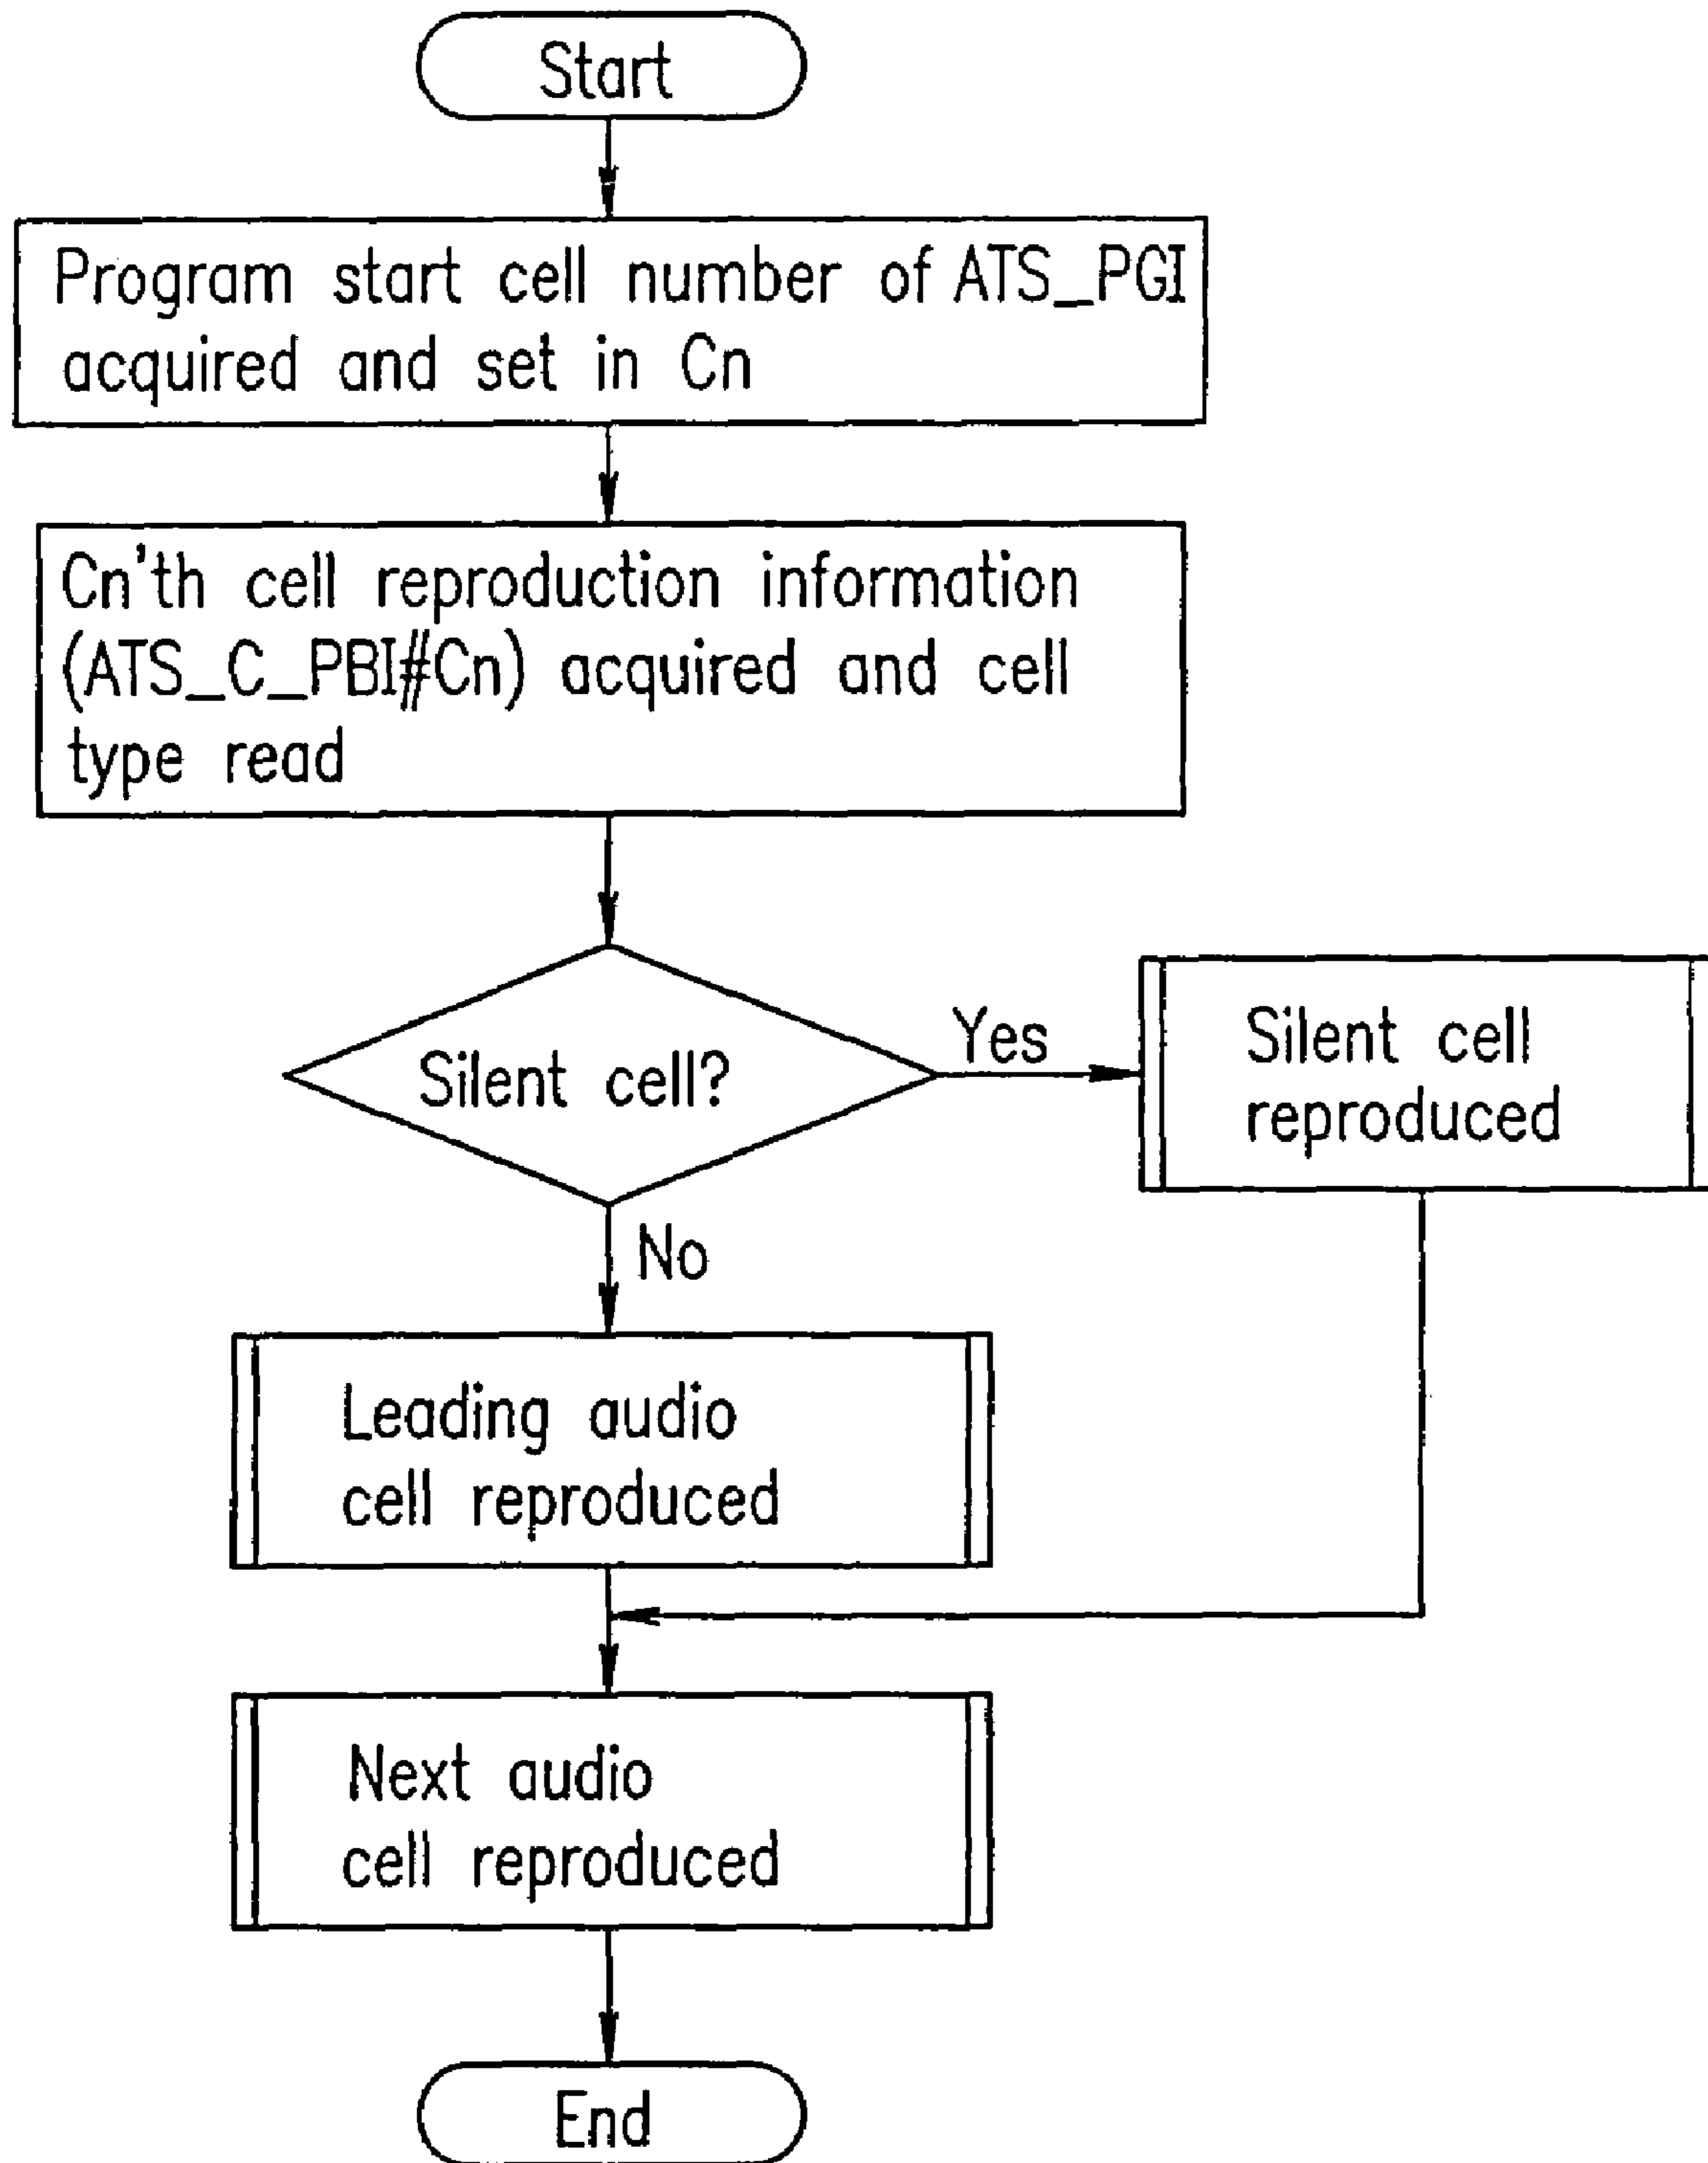 Start
Program start cell number of ATS_PGI
acquired and set in Cn
Cn'th cell reproduction information
(ATS_C_PBI#Cn) acquired and cell
type read
Silent cell?
Yes
Silent cell
reproduced
No
Leading audio
cell reproduced
Next audio
cell reproduced
End